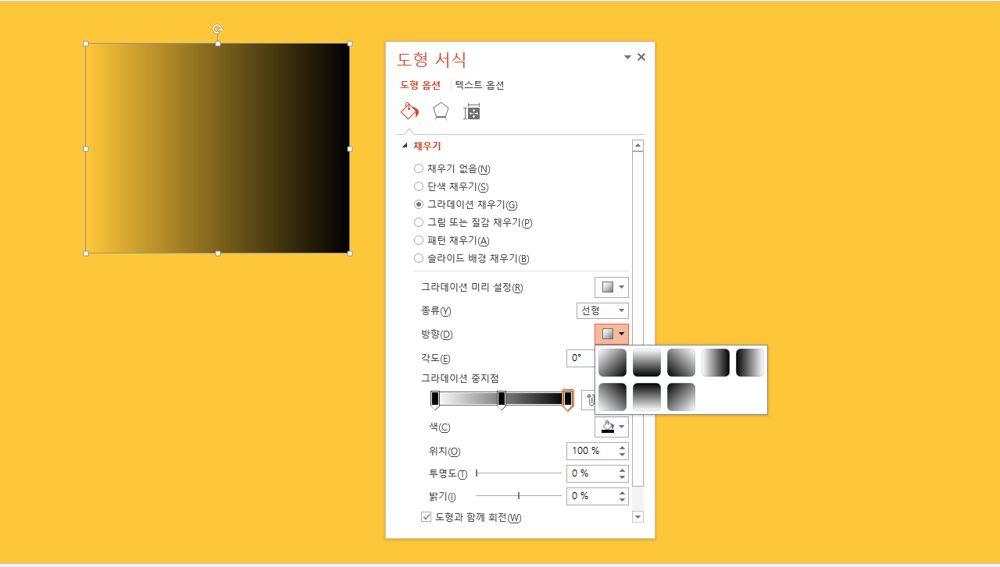 도형 서식
도형 옵션 텍스트 옵션
채우기
채우기 없음(N)
단색 채우기(S)
그라데이션 채우기(G)
그림 또는 질감 채우기(P)
패턴 채우기(A)
슬라이드 배경 채우기(B)
그라데이션 미리 설정(R)
종류(Y) 선형
방향(D)
각도(E) 0°
그라데이션 중지점
색(C)
위치(O) 100 %
투명도(T) 0 %
밝기(I) 0 %
도형과 함께 회전(W)